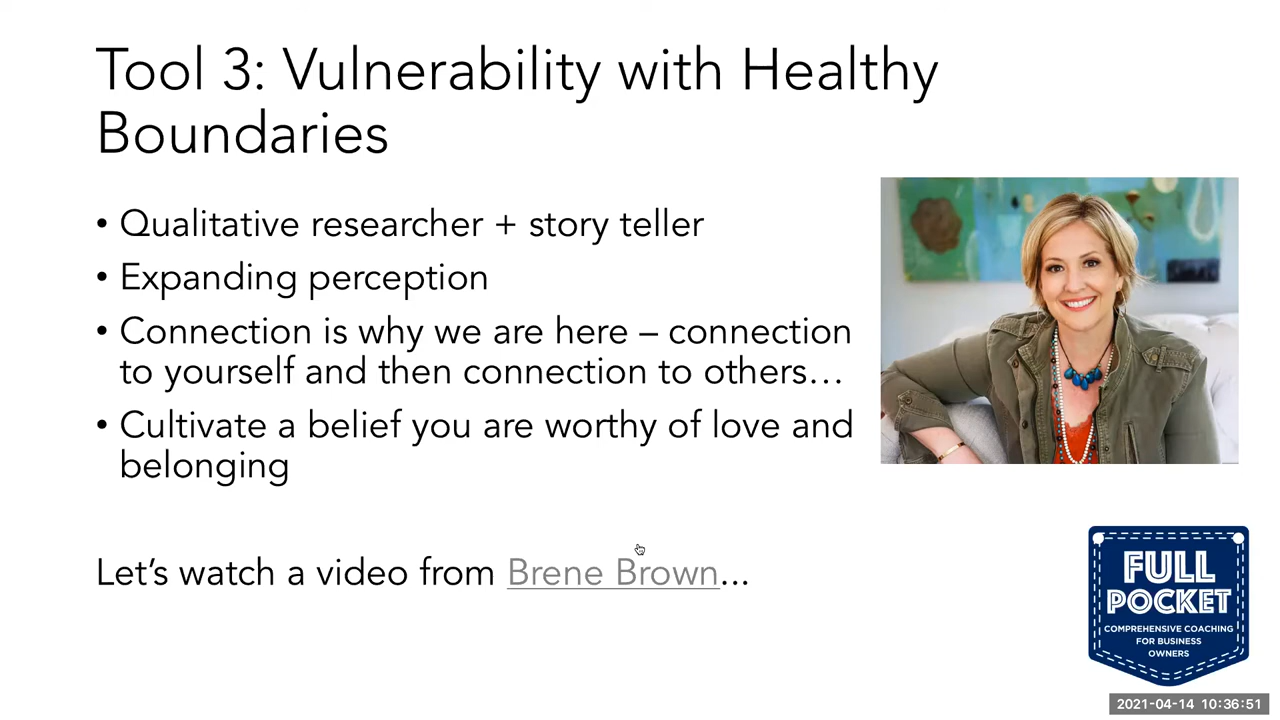 Tool 3: Vulnerability with Healthy
Boundaries
• Qualitative researcher + story teller
• Expanding perception
• Connection is why we are here – connection
to yourself and then connection to others…
• Cultivate a belief you are worthy of love and
belonging
Let’s watch a video from Brene Brown...
FULL
POCKET
COMPREHENSIVE COACHING
FOR BUSINESS
OWNERS
2021-04-14 10:36:51